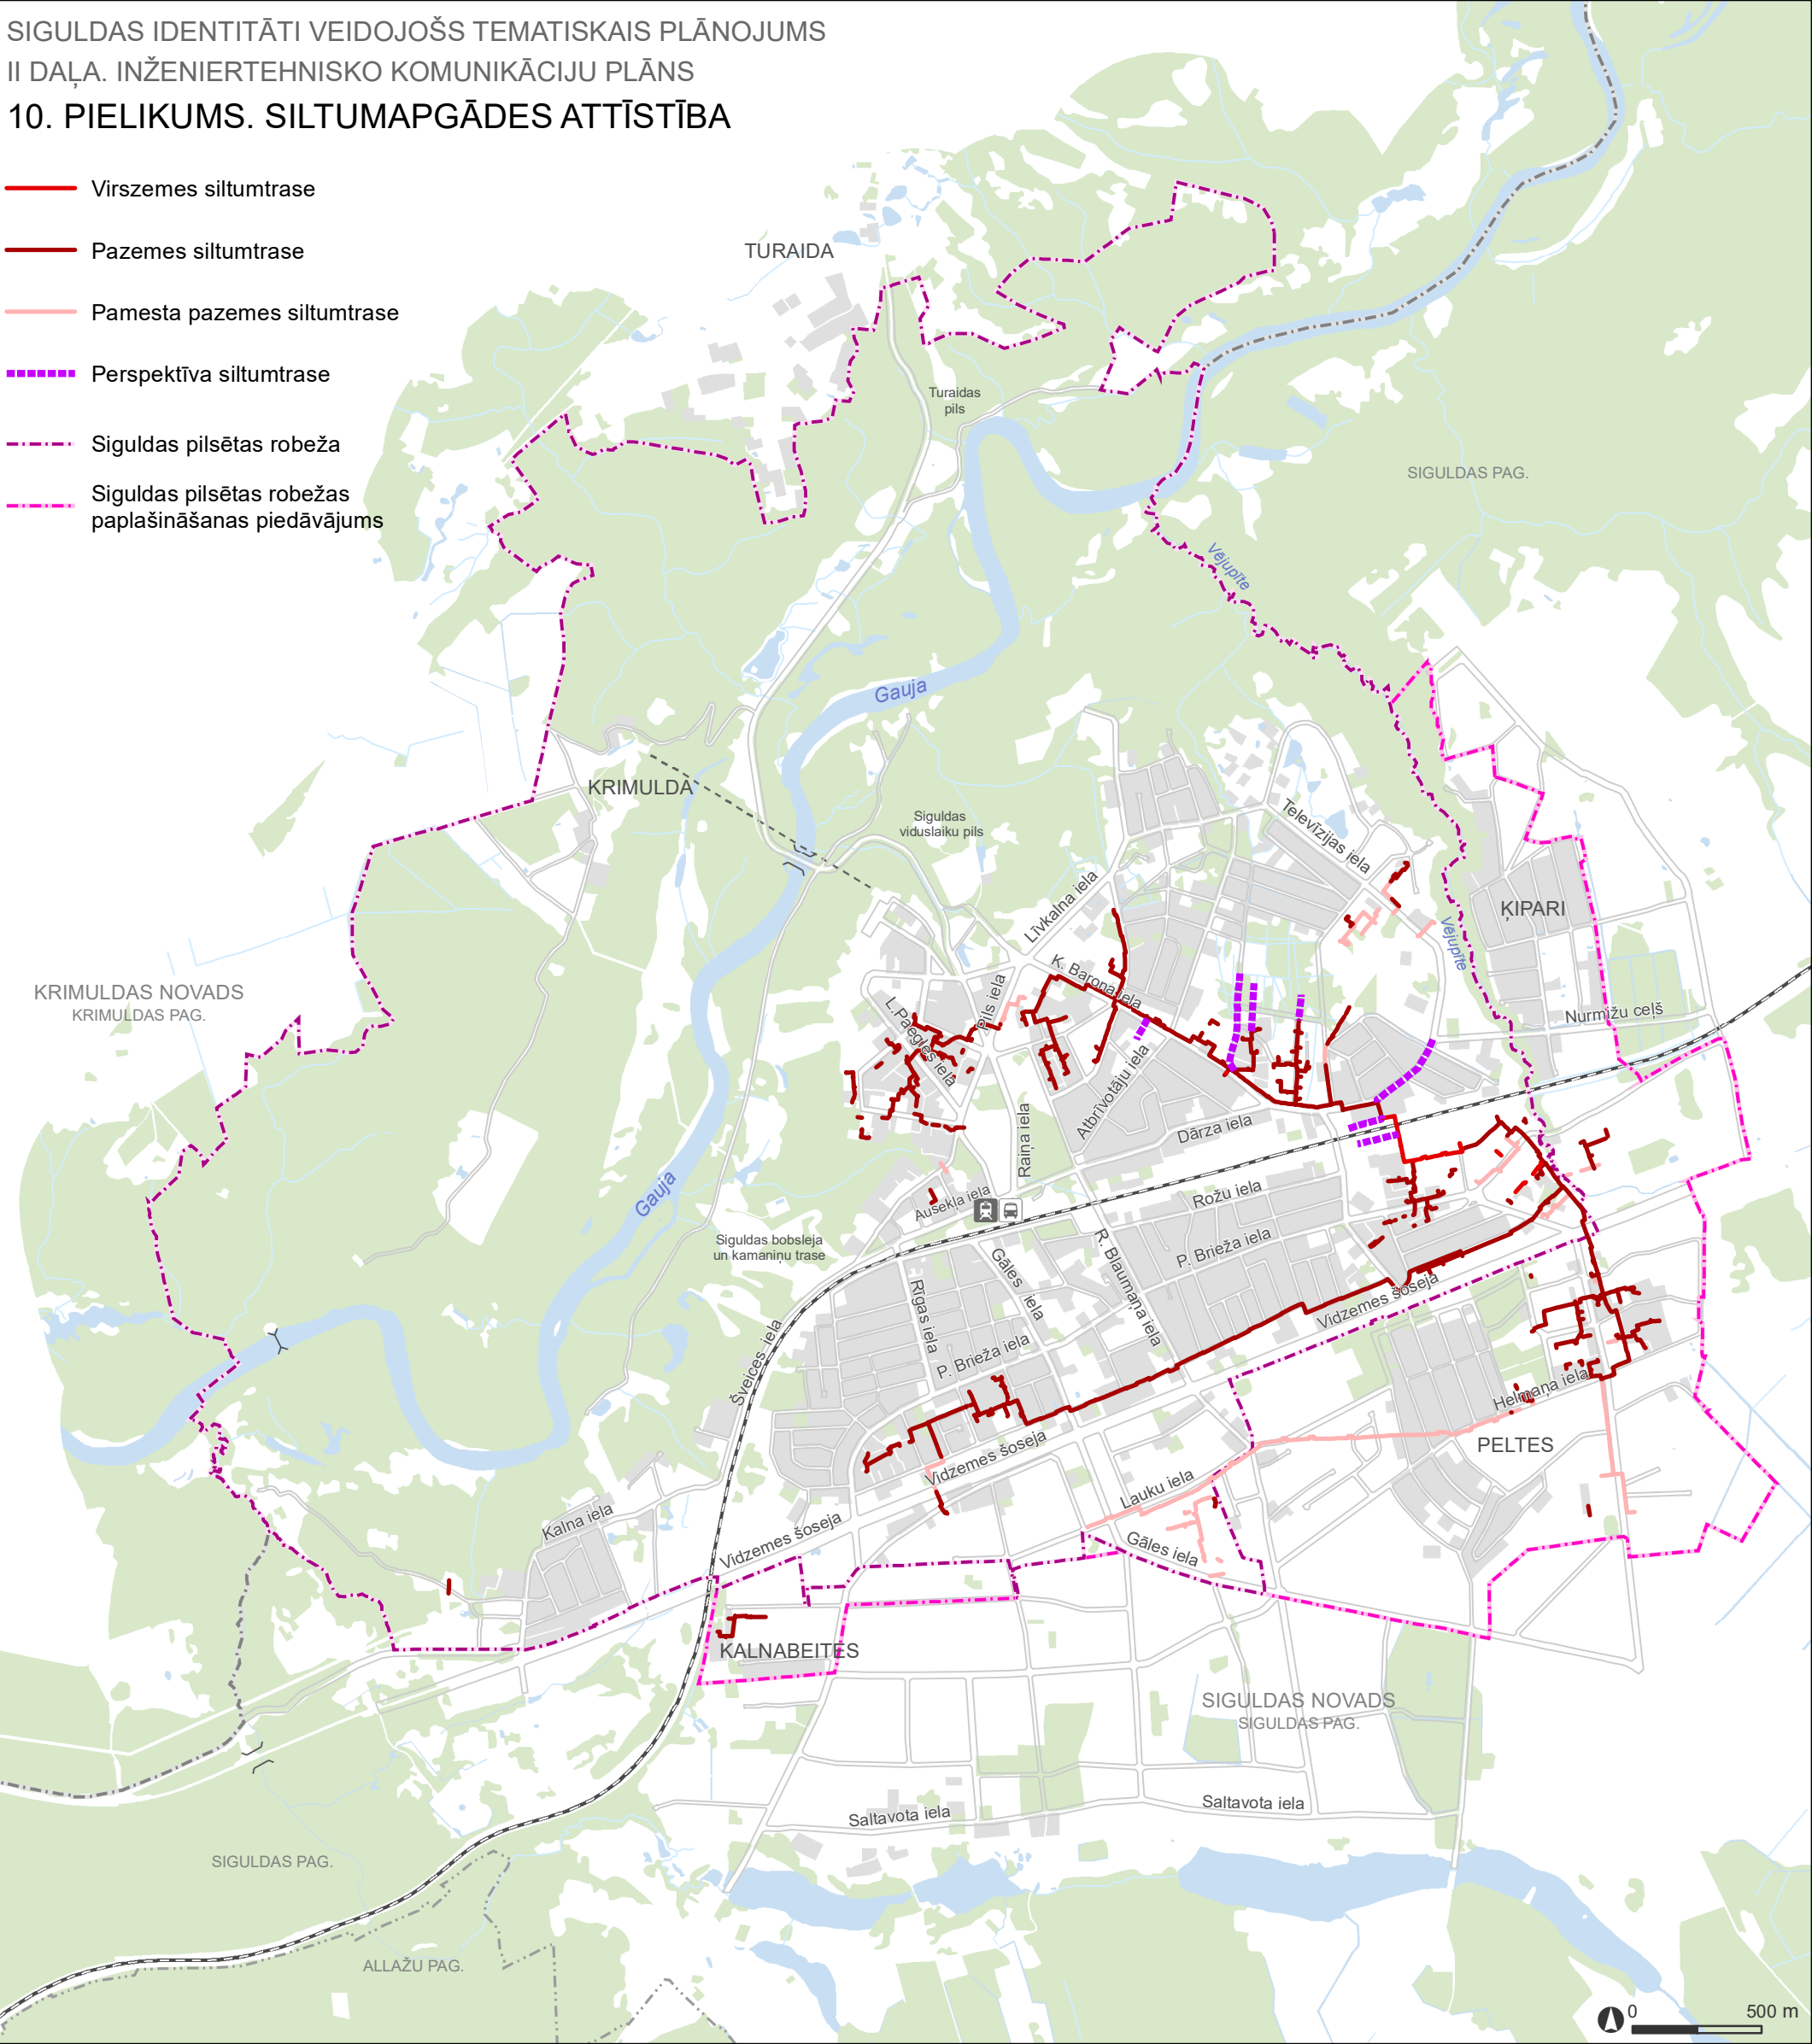 SIGULDAS IDENTITĀTI VEIDOJOŠS TEMATISKAIS PLĀNOJUMS
II DAĻA. INŽENIERTEHNISKO KOMUNIKĀCIJU PLĀNS
10. PIELIKUMS. SILTUMAPGĀDES ATTĪSTĪBA
Virszemes siltumtrase
Pazemes siltumtrase
Pamesta pazemes siltumtrase
Perspektīva siltumtrase
Siguldas pilsētas robeža
Siguldas pilsētas robežas
paplašināšanas piedāvājums
TURAIDA
Turaidas
pils
SIGULDAS PAG.
Vējupīte
Gauja
KRIMULDA
Siguldas
viduslaiku pils
Televīzijas iela
Līvkalna iela
ĶIPARI
Vējupīte
KRIMULDAS NOVADS
KRIMULDAS PAG.
K. Barona iela
Pils iela
L. Paegles iela
Nurmižu ceļš
Atbrīvotāju iela
Dārza iela
Raiņa iela
Gauja
Ausekļa iela
Rožu iela
Siguldas bobsleja
un kamaniņu trase
P. Brieža iela
R. Blaumaņa iela
Gāles iela
Rīgas iela
Vidzemes šoseja
Šveices iela
P. Brieža iela
Helmaņa iela
PELTES
Vidzemes šoseja
Lauku iela
Kalna iela
Vidzemes šoseja
Gāles iela
KALNABEITES
SIGULDAS NOVADS
SIGULDAS PAG.
Saltavota iela
Saltavota iela
SIGULDAS PAG.
ALLAŽU PAG.
0 500 m